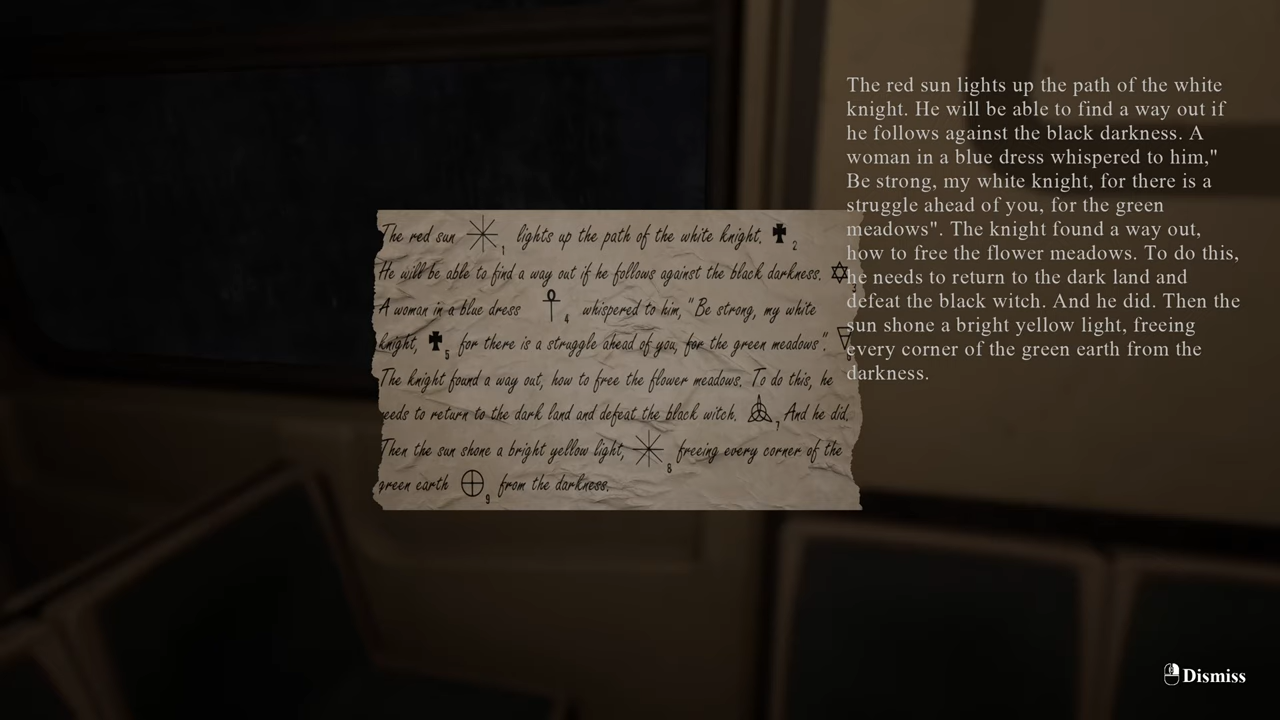 The red sun 1 lights up the path of the white knight. 2
He will be able to find a way out if he follows against the black darkness.
A woman in a blue dress 4 whispered to him, "Be strong, my white
knight, 5 for there is a struggle ahead of you, for the green meadows".
The knight found a way out, how to free the flower meadows. To do this, he
eeds to return to the dark land and defeat the black witch. 7 And he did.
Then the sun shone a bright yellow light, 8 freeing every corner of the
green earth 9 from the darkness.
The red sun lights up the path of the white
knight. He will be able to find a way out if
he follows against the black darkness. A
woman in a blue dress whispered to him,"
Be strong, my white knight, for there is a
struggle ahead of you, for the green
meadows". The knight found a way out,
how to free the flower meadows. To do this,
he needs to return to the dark land and
defeat the black witch. And he did. Then the
sun shone a bright yellow light, freeing
every corner of the green earth from the
darkness.
Dismiss